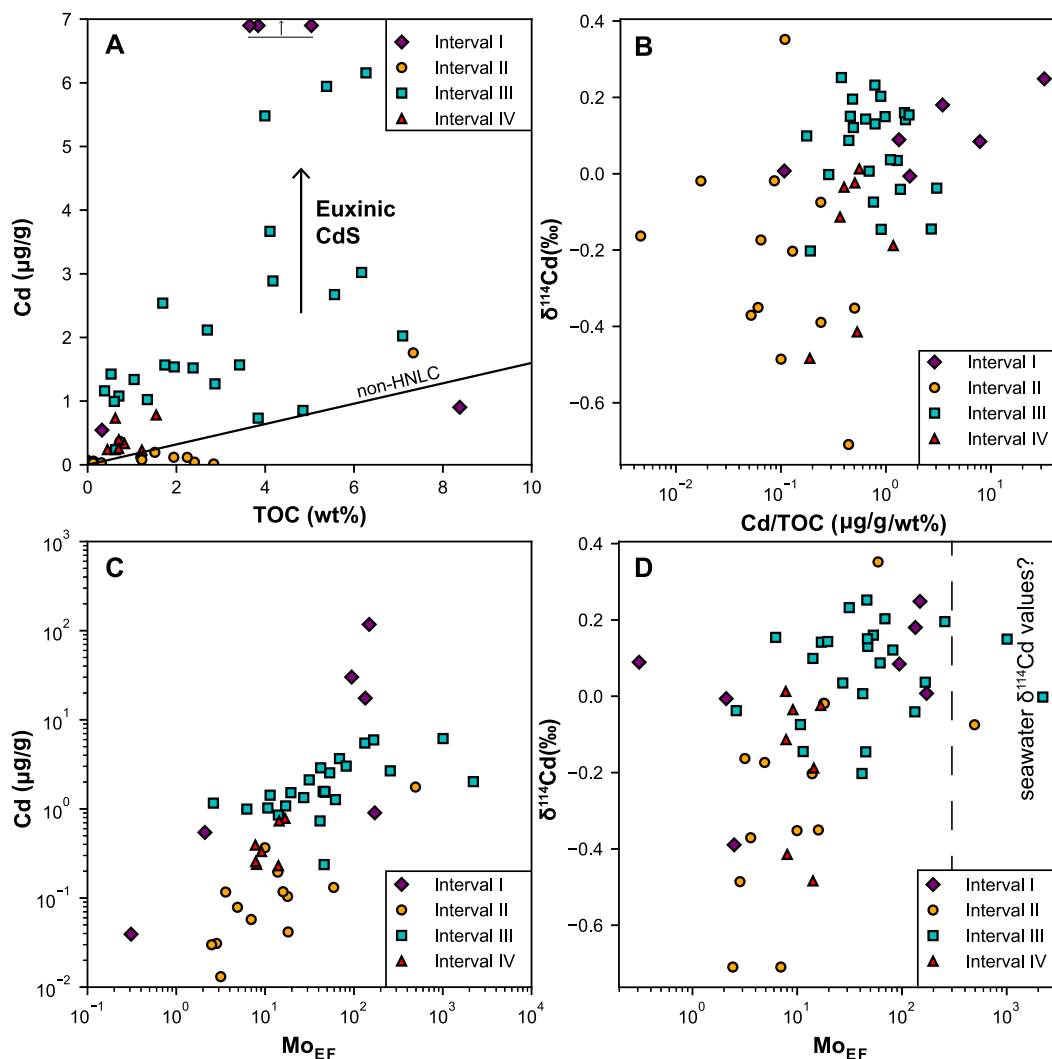 A
7
6
5
4
3
2
1
0
Cd (µg/g)
0
2
4
6
8
10
TOC (wt%)
Euxinic
CdS
non-HNLC
Interval I
Interval II
Interval III
Interval IV
B
0.4
0.2
0.0
−0.2
−0.4
−0.6
δ¹¹⁴Cd(‰)
10⁻²
10⁻¹
10⁰
10¹
Cd/TOC (µg/g/wt%)
Interval I
Interval II
Interval III
Interval IV
C
10³
10²
10¹
10⁰
10⁻¹
10⁻²
Cd (µg/g)
10⁻¹
10⁰
10¹
10²
10³
10⁴
Mo_EF
Interval I
Interval II
Interval III
Interval IV
D
0.4
0.2
0.0
−0.2
−0.4
−0.6
δ¹¹⁴Cd(‰)
10⁰
10¹
10²
10³
Mo_EF
seawater δ¹¹⁴Cd values?
Interval I
Interval II
Interval III
Interval IV